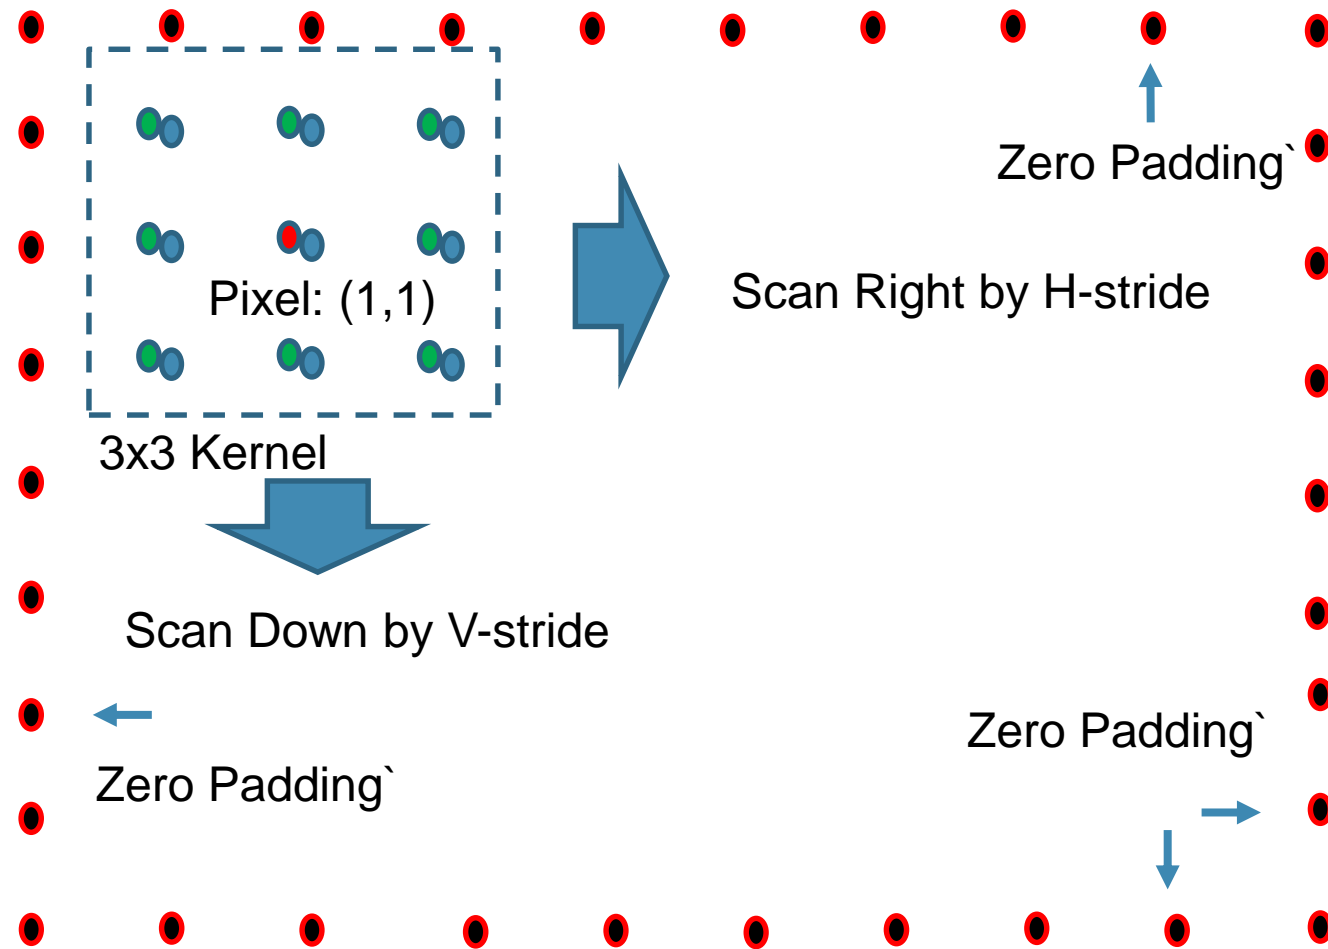 Zero Padding`
Scan Right by H-stride
Pixel: (1,1)
3x3 Kernel
Scan Down by V-stride
Zero Padding`
Zero Padding`